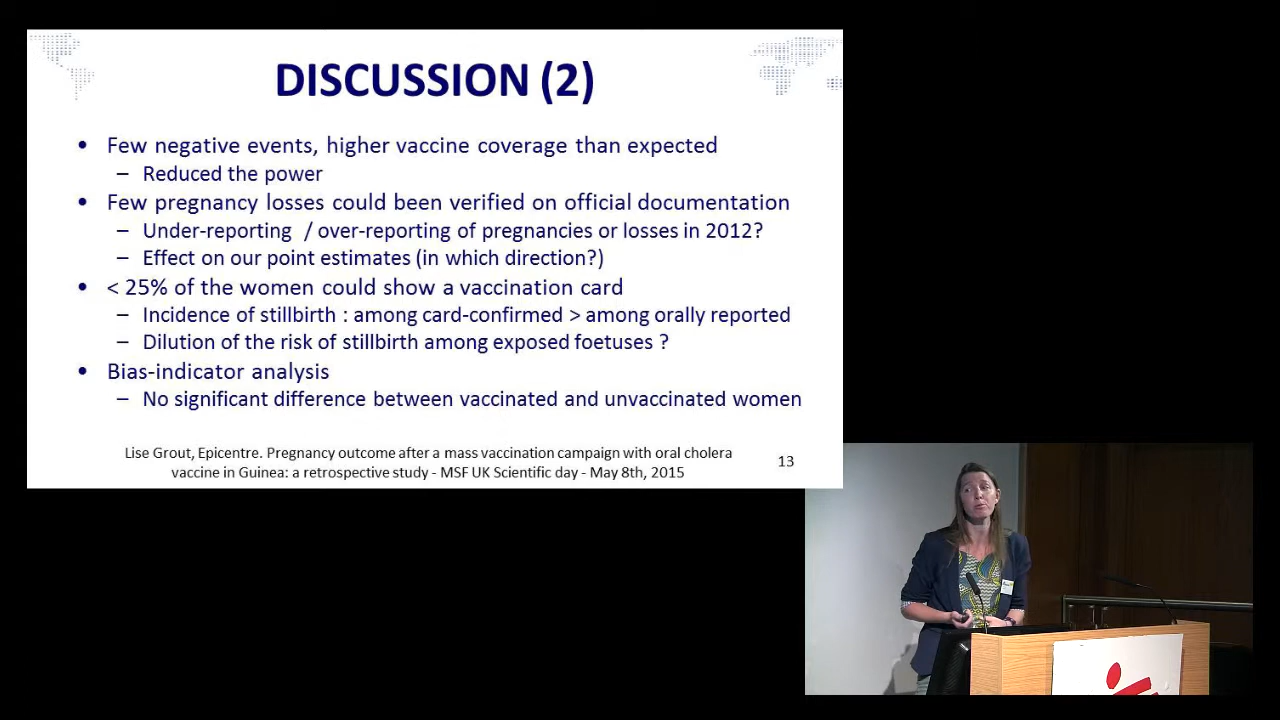 DISCUSSION (2)
• Few negative events, higher vaccine coverage than expected
– Reduced the power
• Few pregnancy losses could been verified on official documentation
– Under-reporting / over-reporting of pregnancies or losses in 2012?
– Effect on our point estimates (in which direction?)
• < 25% of the women could show a vaccination card
– Incidence of stillbirth : among card-confirmed > among orally reported
– Dilution of the risk of stillbirth among exposed foetuses ?
• Bias-indicator analysis
– No significant difference between vaccinated and unvaccinated women
Lise Grout, Epicentre. Pregnancy outcome after a mass vaccination campaign with oral cholera
vaccine in Guinea: a retrospective study - MSF UK Scientific day - May 8th, 2015
13